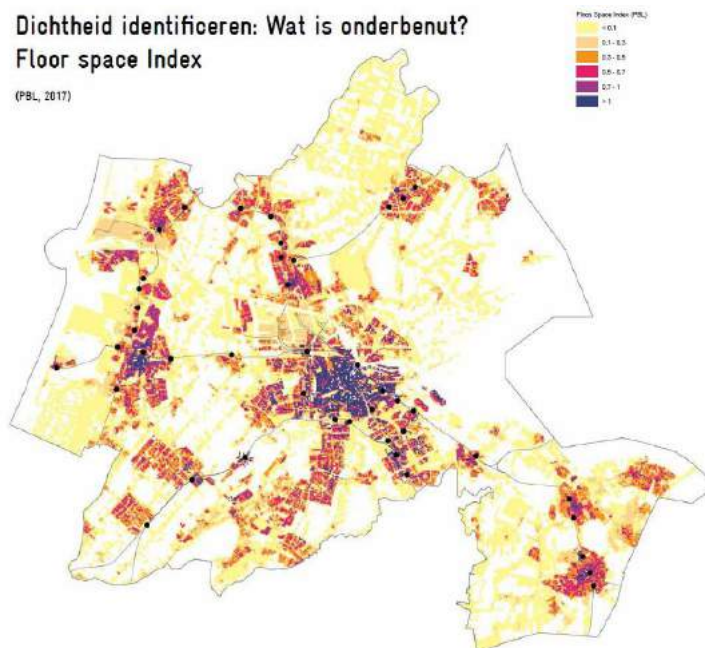 Dichtheid identificeren: Wat is onderbenut?
Floor space Index
(PBL, 2017)
Floor Space Index (PBL)
< 0,1
0,1 - 0,3
0,3 - 0,5
0,5 - 0,7
0,7 - 1
> 1